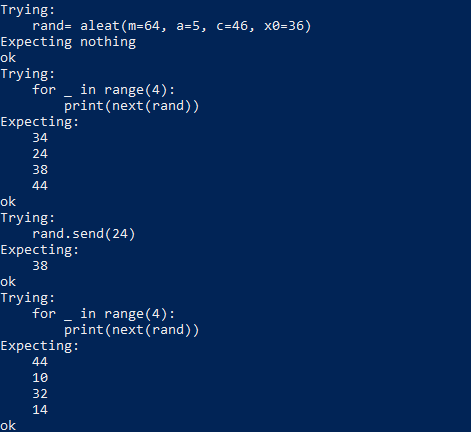 Trying:
    rand= aleat(m=64, a=5, c=46, x0=36)
Expecting nothing
ok
Trying:
    for _ in range(4):
        print(next(rand))
Expecting:
    34
    24
    38
    44
ok
Trying:
    rand.send(24)
Expecting:
    38
ok
Trying:
    for _ in range(4):
        print(next(rand))
Expecting:
    44
    10
    32
    14
ok